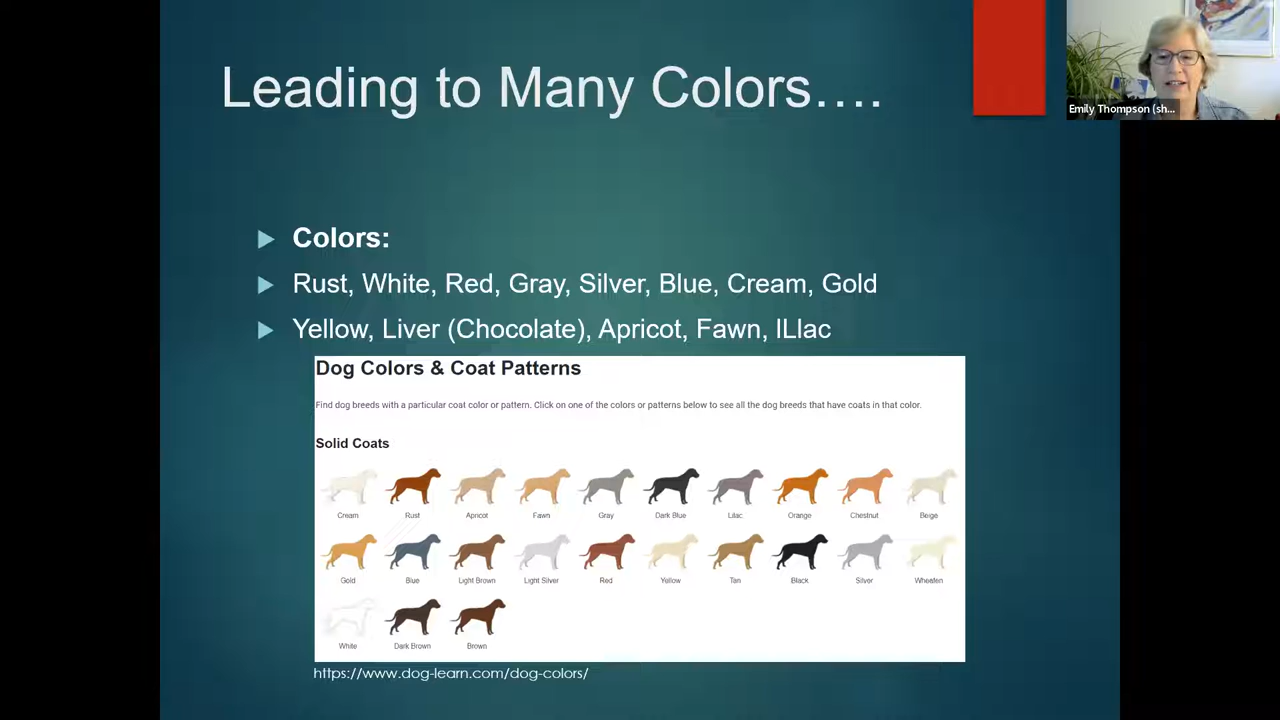 Leading to Many Colors….
Emily Thompson (sh...
Colors:
Rust, White, Red, Gray, Silver, Blue, Cream, Gold
Yellow, Liver (Chocolate), Apricot, Fawn, lLlac
Dog Colors & Coat Patterns
Find dog breeds with a particular coat color or pattern. Click on one of the colors or patterns below to see all the dog breeds that have coats in that color.
Solid Coats
Cream Rust Apricot Fawn Gray Dark Blue Lilac Orange Chestnut Beige
Gold Blue Light Brown Light Silver Red Yellow Tan Black Silver Wheaten
White Dark Brown Brown
https://www.dog-learn.com/dog-colors/